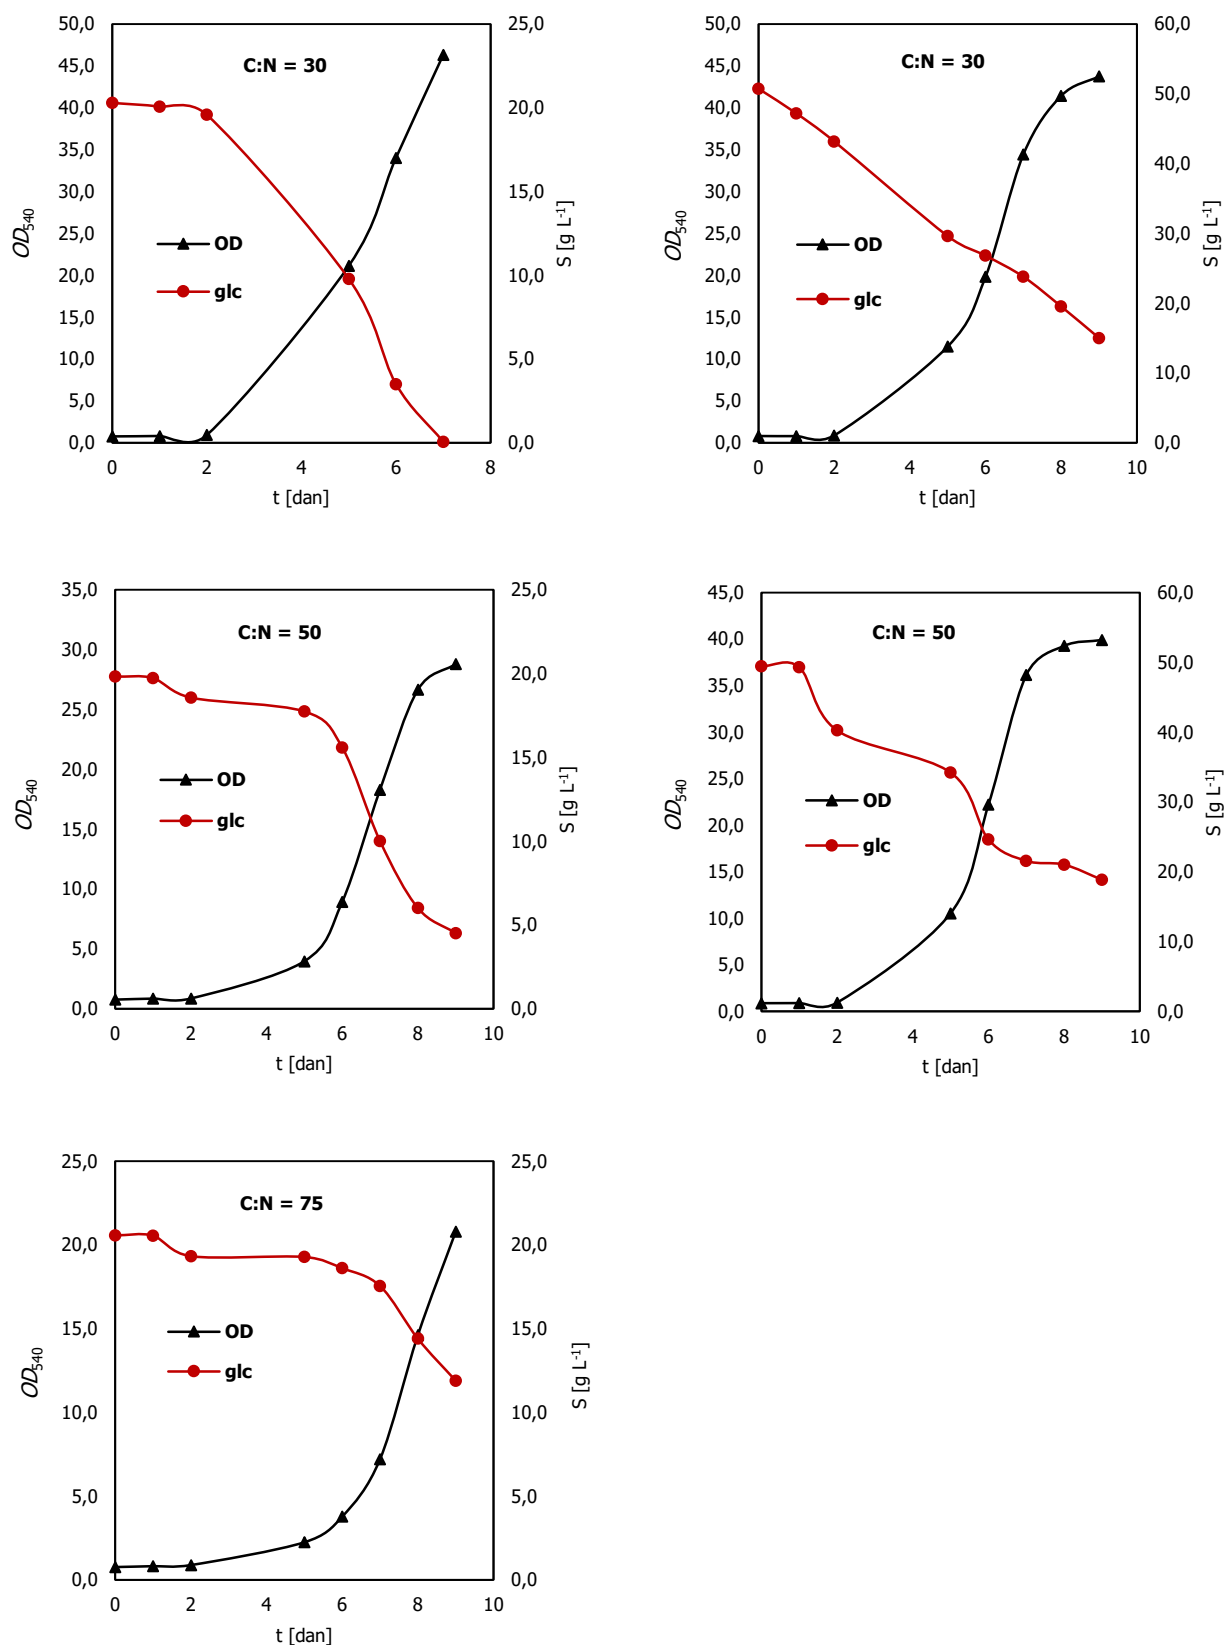 C:N = 30
50,0
45,0
40,0
35,0
30,0
25,0
20,0
15,0
10,0
5,0
0,0
OD540
25,0
20,0
15,0
10,0
5,0
0,0
S [g L-1]
OD
glc
0 2 4 6 8
t [dan]
C:N = 30
50,0
45,0
40,0
35,0
30,0
25,0
20,0
15,0
10,0
5,0
0,0
OD540
60,0
50,0
40,0
30,0
20,0
10,0
0,0
S [g L-1]
OD
glc
0 2 4 6 8 10
t [dan]
C:N = 50
35,0
30,0
25,0
20,0
15,0
10,0
5,0
0,0
OD540
25,0
20,0
15,0
10,0
5,0
0,0
S [g L-1]
OD
glc
0 2 4 6 8 10
t [dan]
C:N = 50
45,0
40,0
35,0
30,0
25,0
20,0
15,0
10,0
5,0
0,0
OD540
60,0
50,0
40,0
30,0
20,0
10,0
0,0
S [g L-1]
OD
glc
0 2 4 6 8 10
t [dan]
C:N = 75
25,0
20,0
15,0
10,0
5,0
0,0
OD540
25,0
20,0
15,0
10,0
5,0
0,0
S [g L-1]
OD
glc
0 2 4 6 8 10
t [dan]